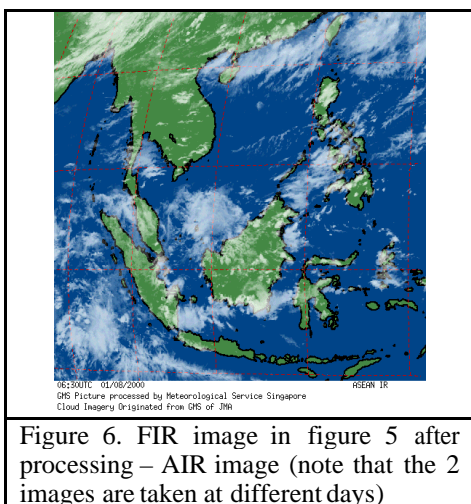 06:30UTC 01/08/2000 ASEAN IR
GMS Picture processed by Meteorological Service Singapore
Cloud Imagery Originated from GMS of JMA
Figure 6. FIR image in figure 5 after
processing – AIR image (note that the 2
images are taken at different days)